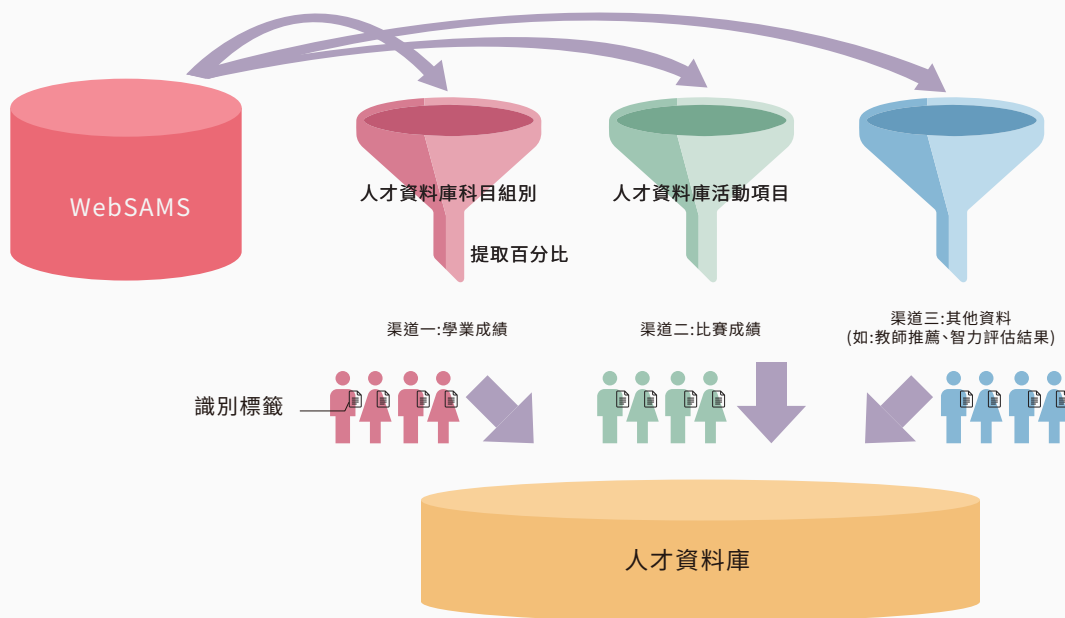 WebSAMS
人才資料庫科目組別
人才資料庫活動項目
提取百分比
渠道一:學業成績
渠道二:比賽成績
渠道三:其他資料
(如:教師推薦、智力評估結果)
識別標籤
人才資料庫